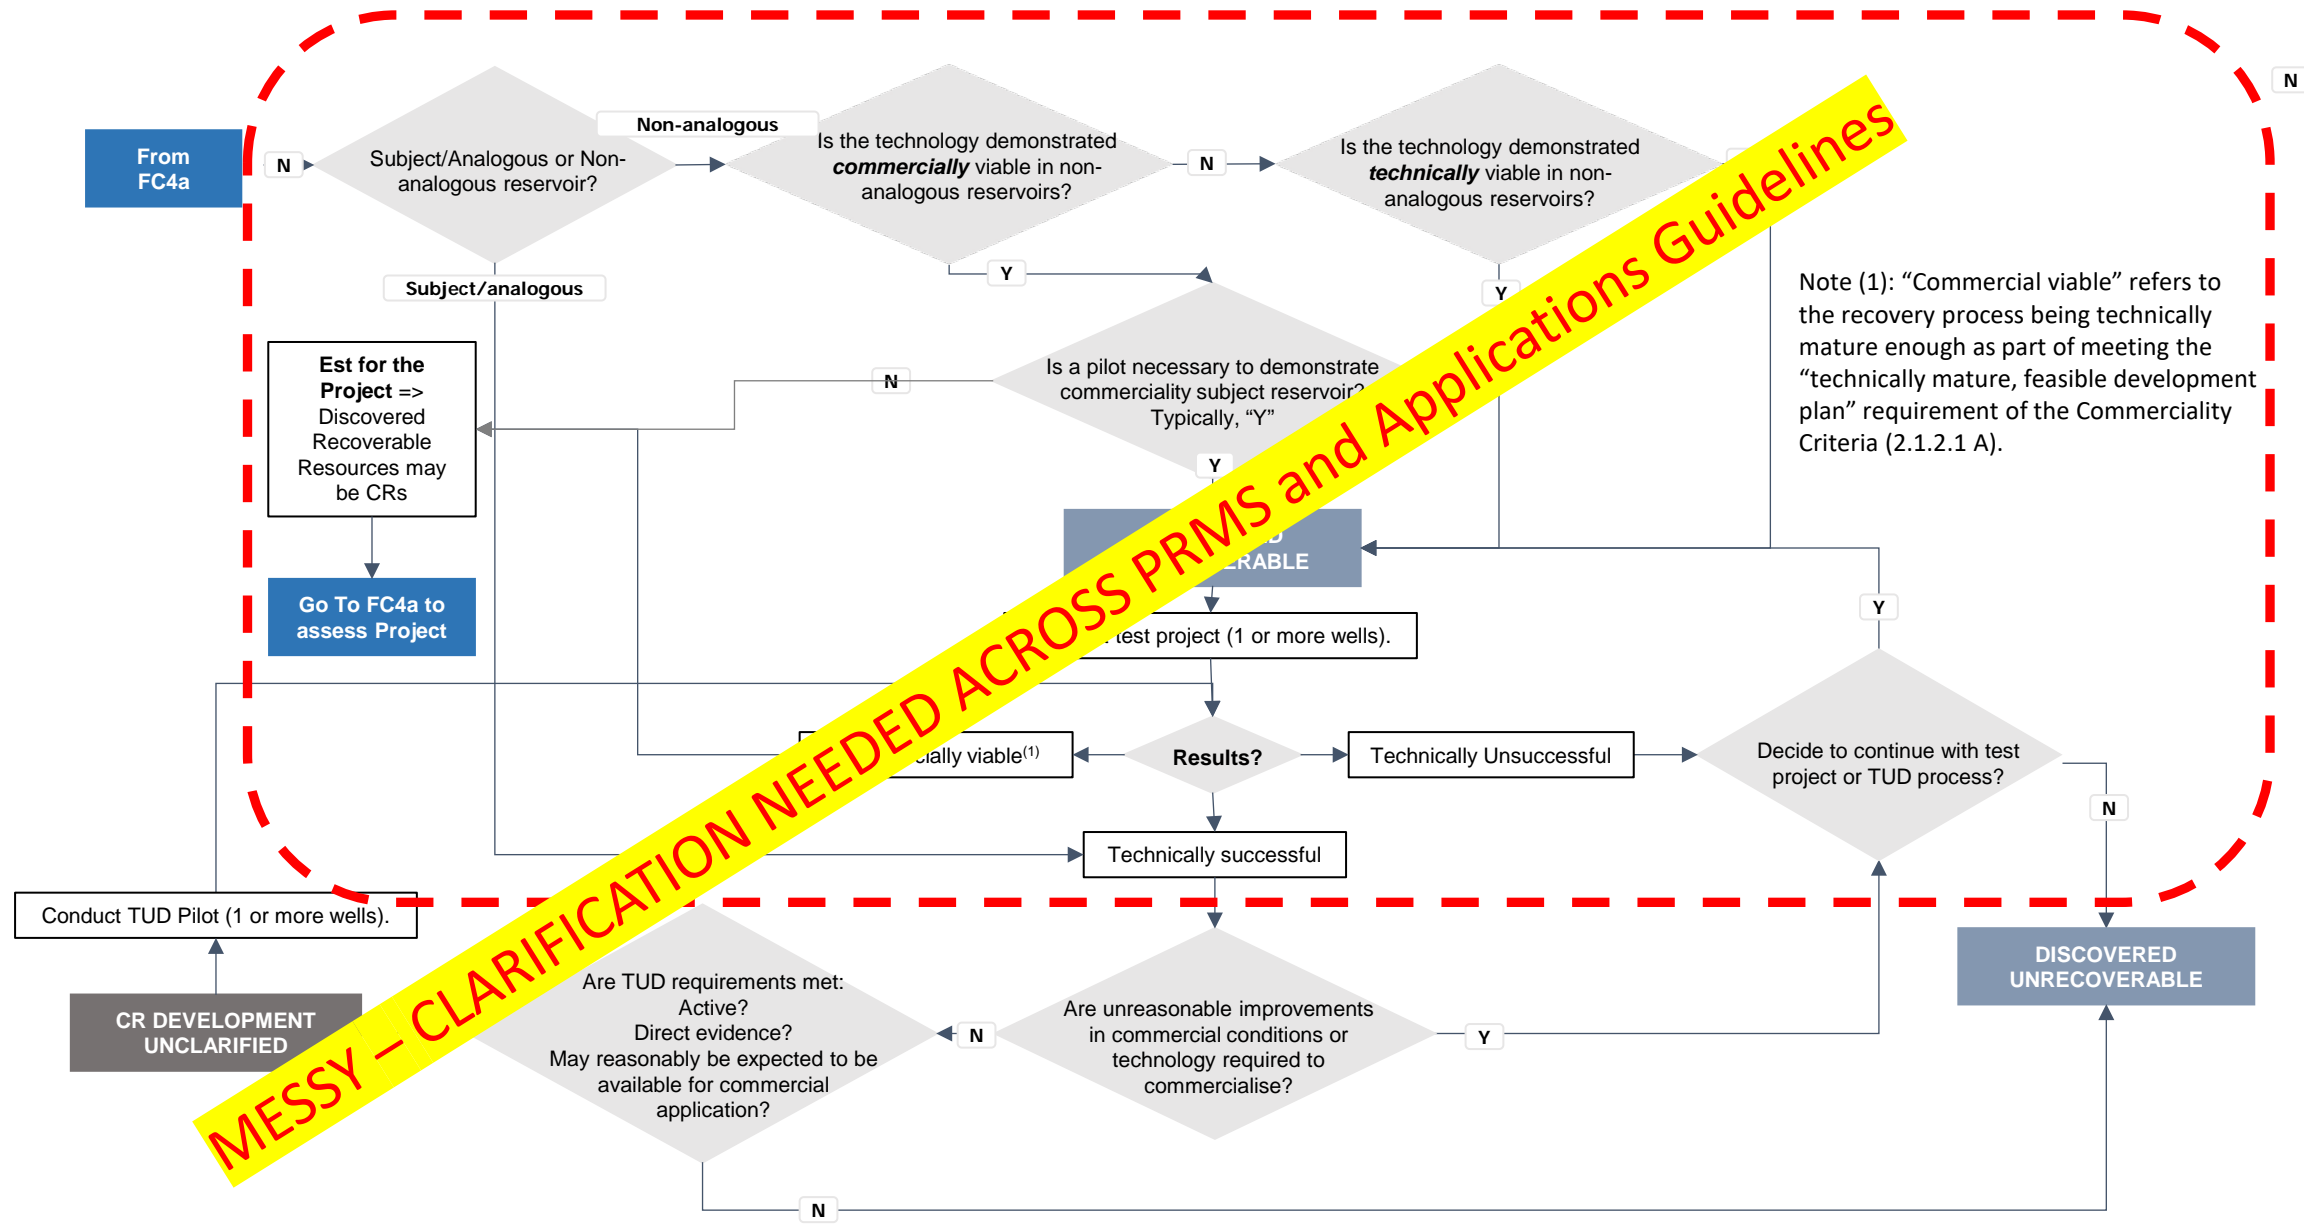 N
From
FC4a
N
Subject/Analogous or Non-
analogous reservoir?
Non-analogous
Is the technology demonstrated
commercially viable in non-
analogous reservoirs?
N
Is the technology demonstrated
technically viable in non-
analogous reservoirs?
Subject/analogous
Y
Y
Note (1): “Commercial viable” refers to
the recovery process being technically
mature enough as part of meeting the
“technically mature, feasible development
plan” requirement of the Commerciality
Criteria (2.1.2.1 A).
Est for the
Project =>
Discovered
Recoverable
Resources may
be CRs
N
Is a pilot necessary to demonstrate
commerciality subject reservoir?
Typically, “Y”
Y
Go To FC4a to
assess Project
test project (1 or more wells).
Y
viable(1)
Results?
Technically Unsuccessful
Decide to continue with test
project or TUD process?
N
Technically successful
Conduct TUD Pilot (1 or more wells).
CR DEVELOPMENT
UNCLARIFIED
Are TUD requirements met:
Active?
Direct evidence?
May reasonably be expected to be
available for commercial
application?
N
Are unreasonable improvements
in commercial conditions or
technology required to
commercialise?
Y
DISCOVERED
UNRECOVERABLE
N
MESSY – CLARIFICATION NEEDED ACROSS PRMS and Applications Guidelines